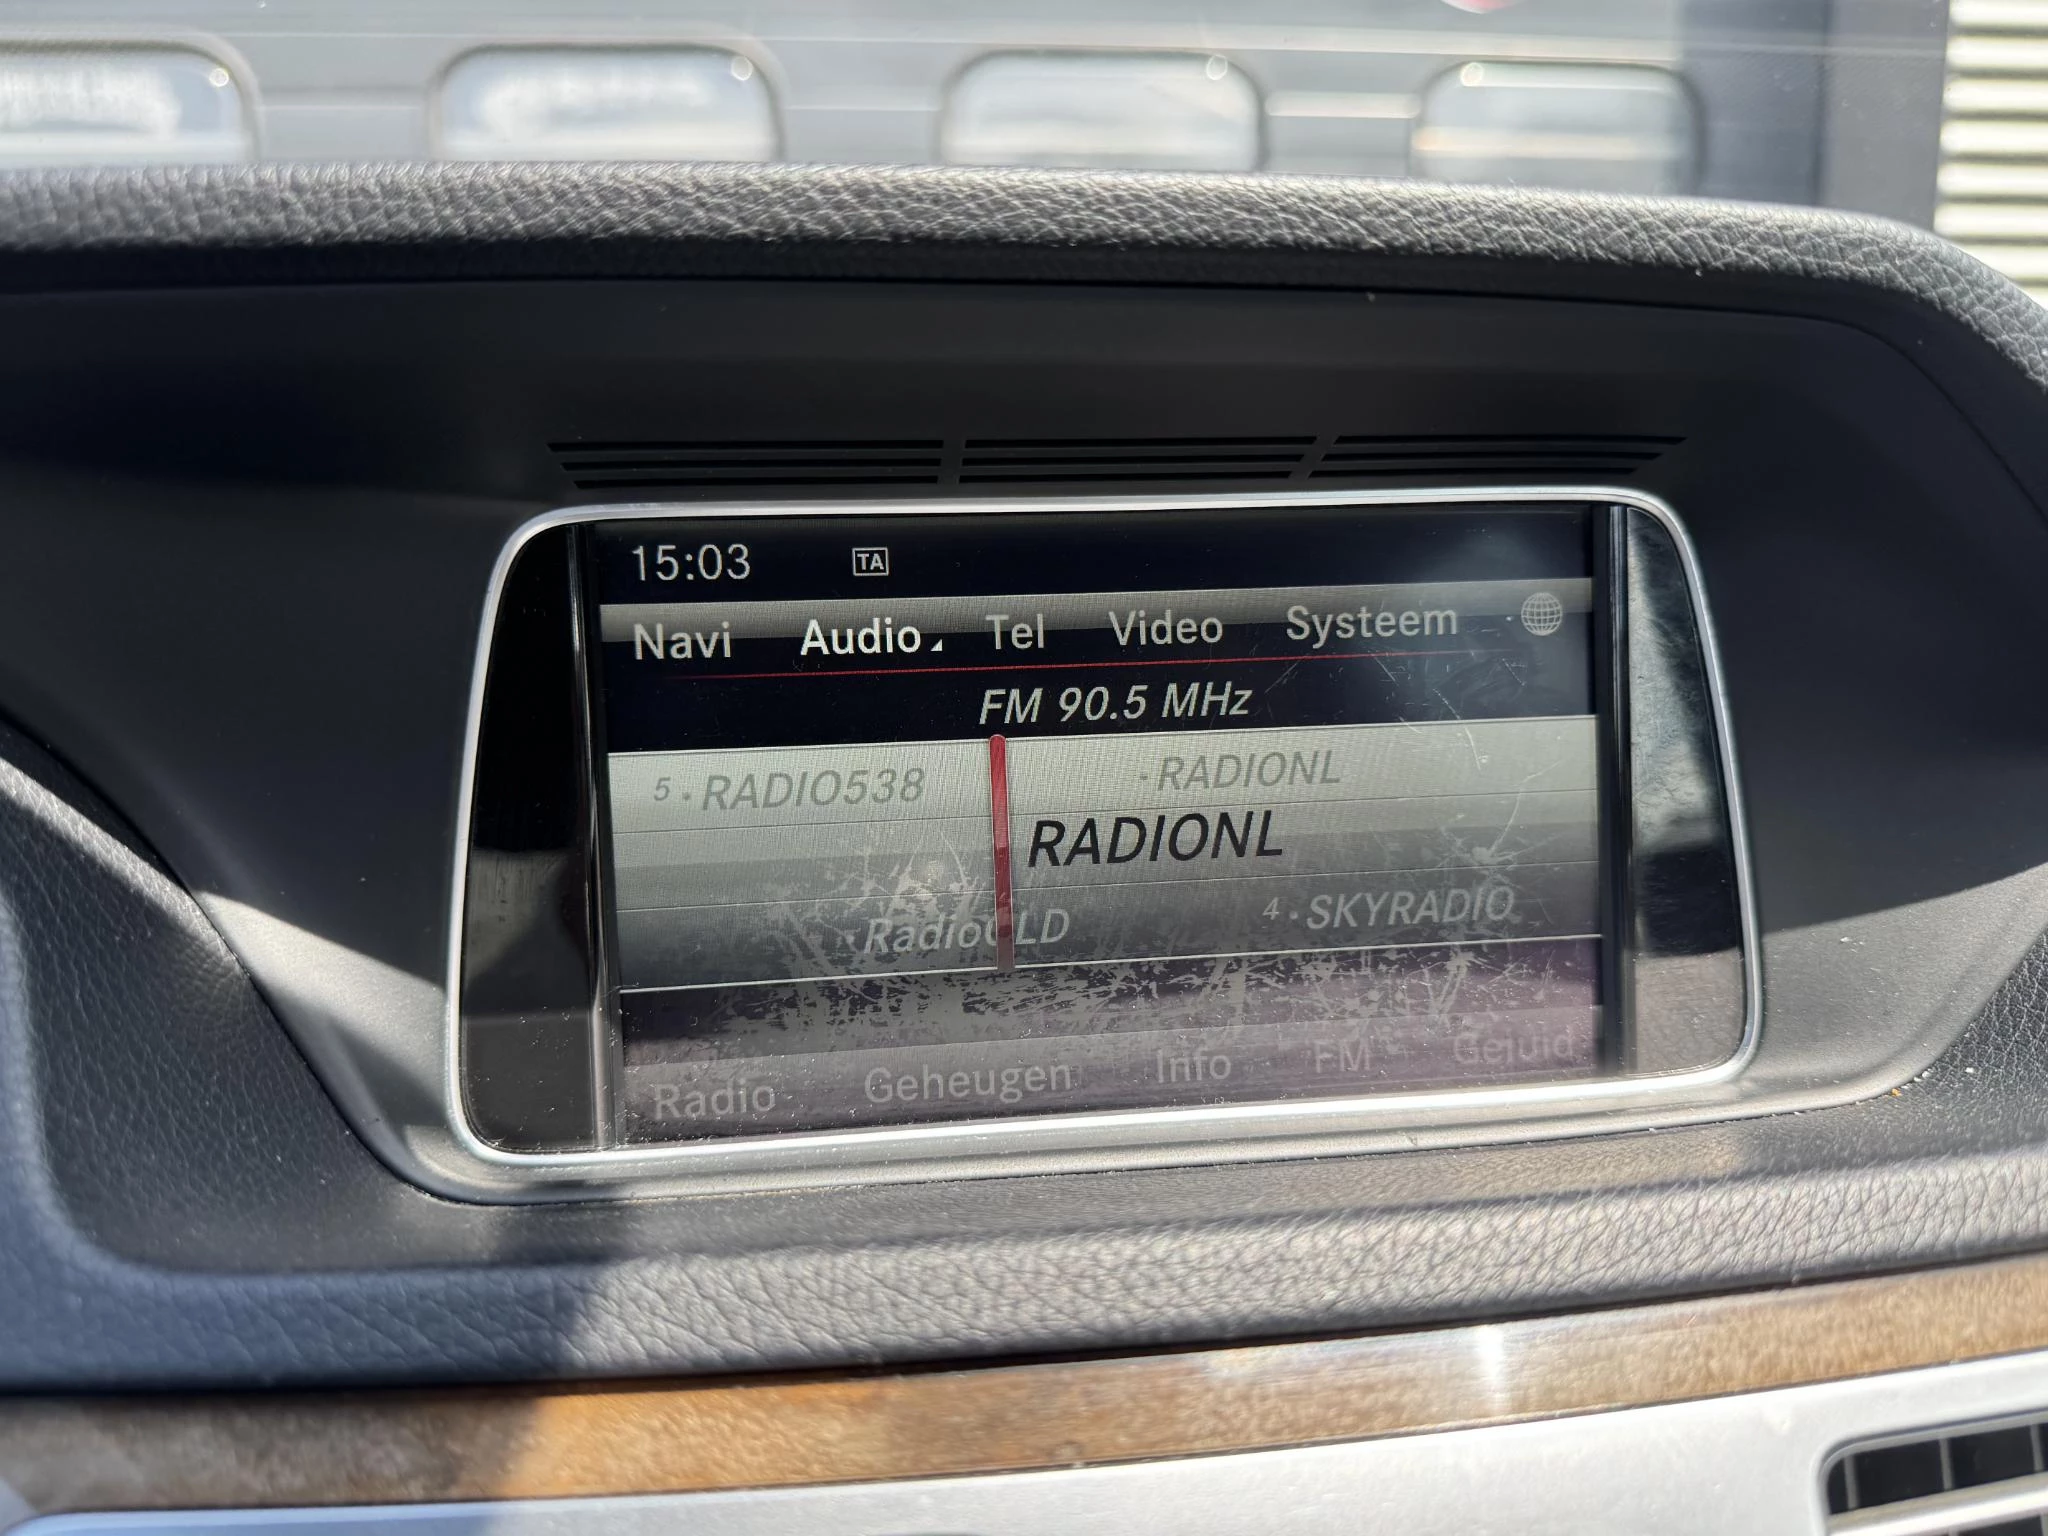 15:03 TA
Navi Audio Tel Video Systeem
FM 90.5 MHz
5 · RADIO538 · RADIONL
RADIONL
RadioOLD 4 · SKYRADIO
Radio Geheugen Info FM Geluid